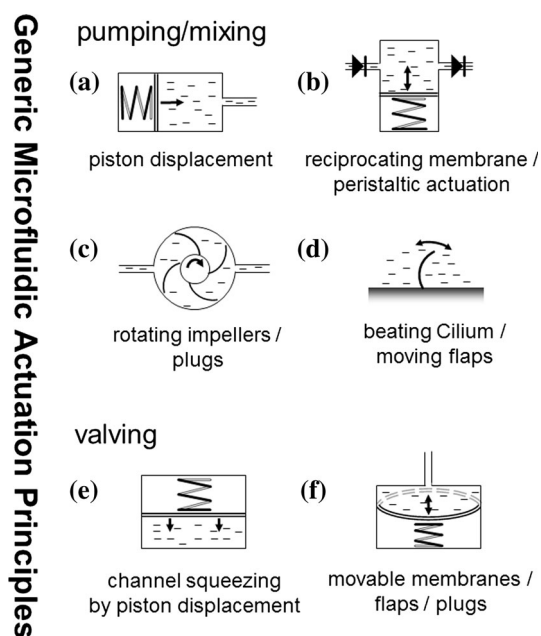 Generic Microfluidic Actuation Principles
pumping/mixing
(a)
piston displacement
(b)
reciprocating membrane /
peristaltic actuation
(c)
rotating impellers /
plugs
(d)
beating Cilium /
moving flaps
valving
(e)
channel squeezing
by piston displacement
(f)
movable membranes /
flaps / plugs